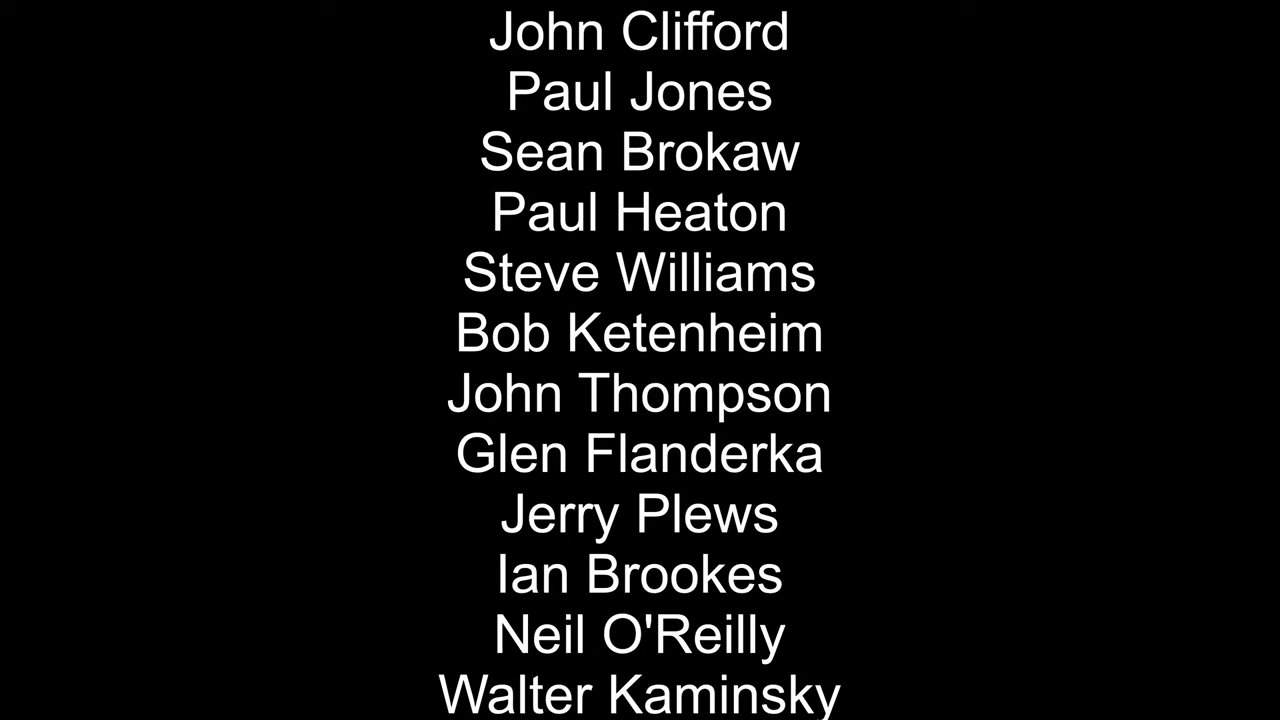 John Clifford
Paul Jones
Sean Brokaw
Paul Heaton
Steve Williams
Bob Ketenheim
John Thompson
Glen Flanderka
Jerry Plews
Ian Brookes
Neil O'Reilly
Walter Kaminsky